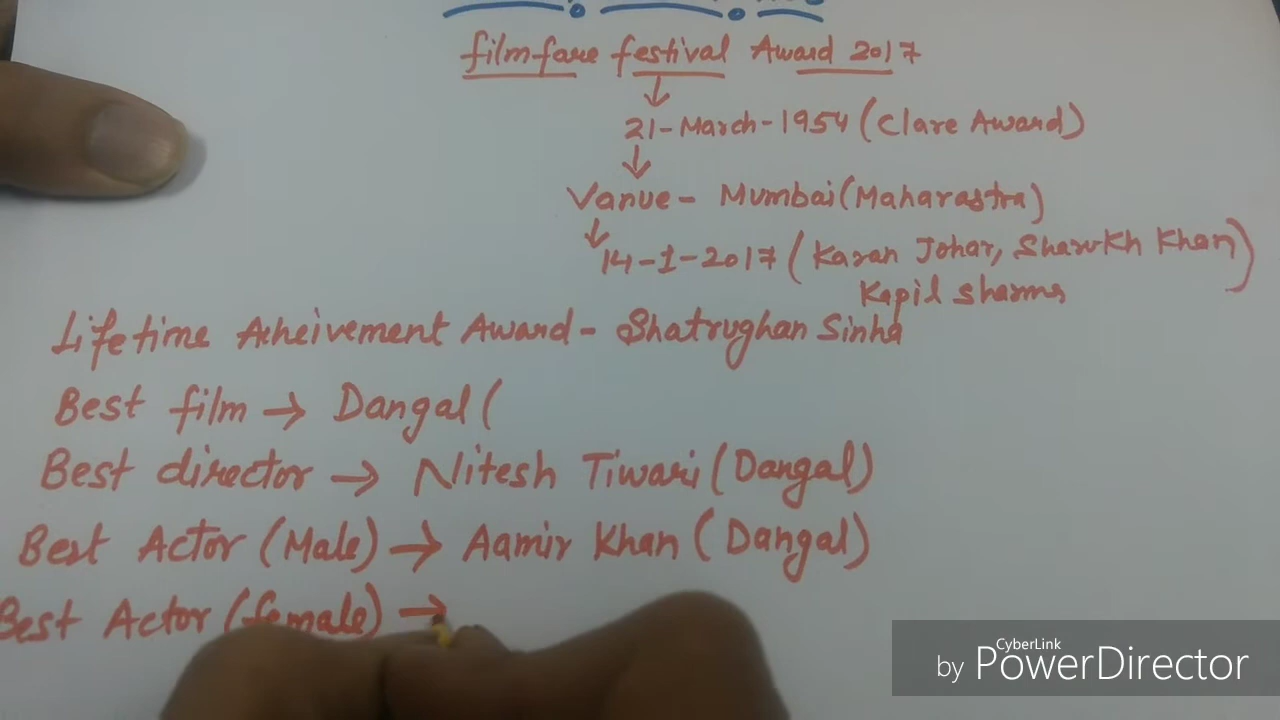 filmfare festival Award 2017
21-March-1954 (Clare Award)
Vanue- Mumbai (Maharastra)
14-1-2017 (Karan Johar, Sharukh Khan)
Kapil Sharma
Lifetime Acheivement Award- Shatrughan Sinha
Best film → Dangal (
Best director → Nitesh Tiwari (Dangal)
Best Actor (Male) → Aamir Khan (Dangal)
Best Actor (female) →
CyberLink
by PowerDirector